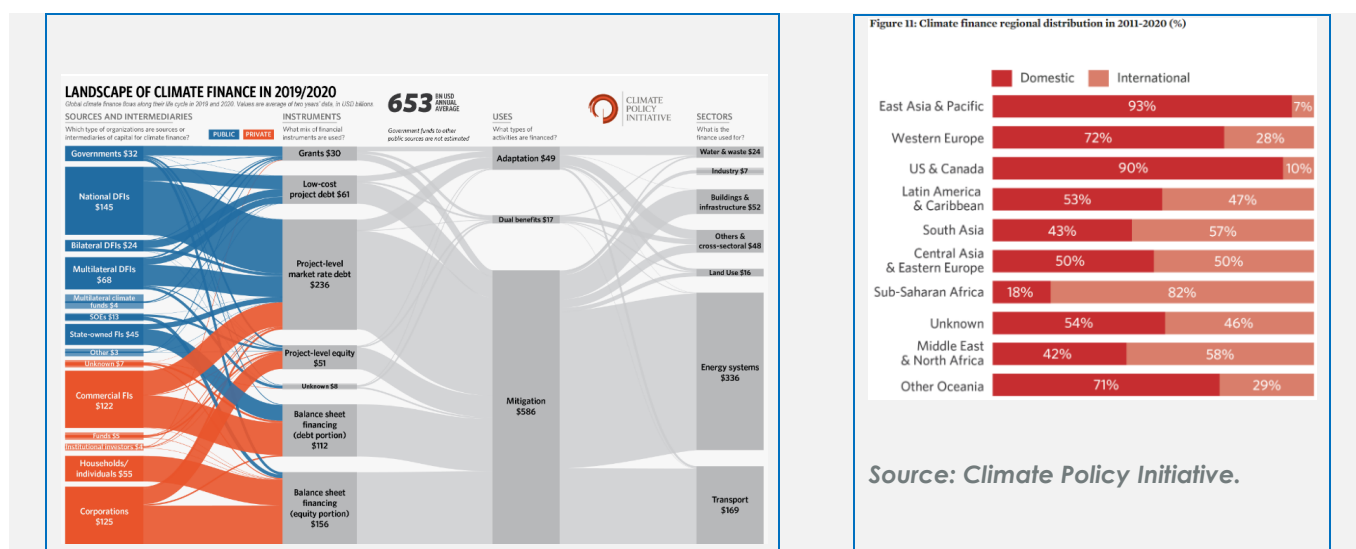 LANDSCAPE OF CLIMATE FINANCE IN 2019/2020
Global climate finance flows along their life cycle in 2019 and 2020. Values are average of two years' data, in USD billions
653 BN USD
ANNUAL
AVERAGE
Government funds to other
public sources are not estimated
CLIMATE
POLICY
INITIATIVE
SOURCES AND INTERMEDIARIES
Which type of organizations are sources or
intermediaries of capital for climate finance?
PUBLIC
PRIVATE
INSTRUMENTS
What mix of financial
instruments are used?
USES
What types of
activities are financed?
SECTORS
What is the
finance used for?
Governments $32
National DFIs
$145
Bilateral DFIs $24
Multilateral DFIs
$68
Multilateral climate
funds $4
SOEs $13
State-owned FIs $45
Other $3
Unknown $7
Commercial FIs
$122
Funds $5
Institutional investors $4
Households/
individuals $55
Corporations
$125
Grants $30
Low-cost
project debt $61
Project-level
market rate debt
$236
Project-level equity
$51
Unknown $8
Balance sheet
financing
(debt portion)
$112
Balance sheet
financing
(equity portion)
$156
Adaptation $49
Dual benefits $17
Mitigation
$586
Water & waste $24
Industry $7
Buildings &
infrastructure $52
Others &
cross-sectoral $48
Land Use $16
Energy systems
$336
Transport
$169
Figure 11: Climate finance regional distribution in 2011-2020 (%)
Domestic International
East Asia & Pacific 93% 7%
Western Europe 72% 28%
US & Canada 90% 10%
Latin America
& Caribbean 53% 47%
South Asia 43% 57%
Central Asia
& Eastern Europe 50% 50%
Sub-Saharan Africa 18% 82%
Unknown 54% 46%
Middle East
& North Africa 42% 58%
Other Oceania 71% 29%
Source: Climate Policy Initiative.